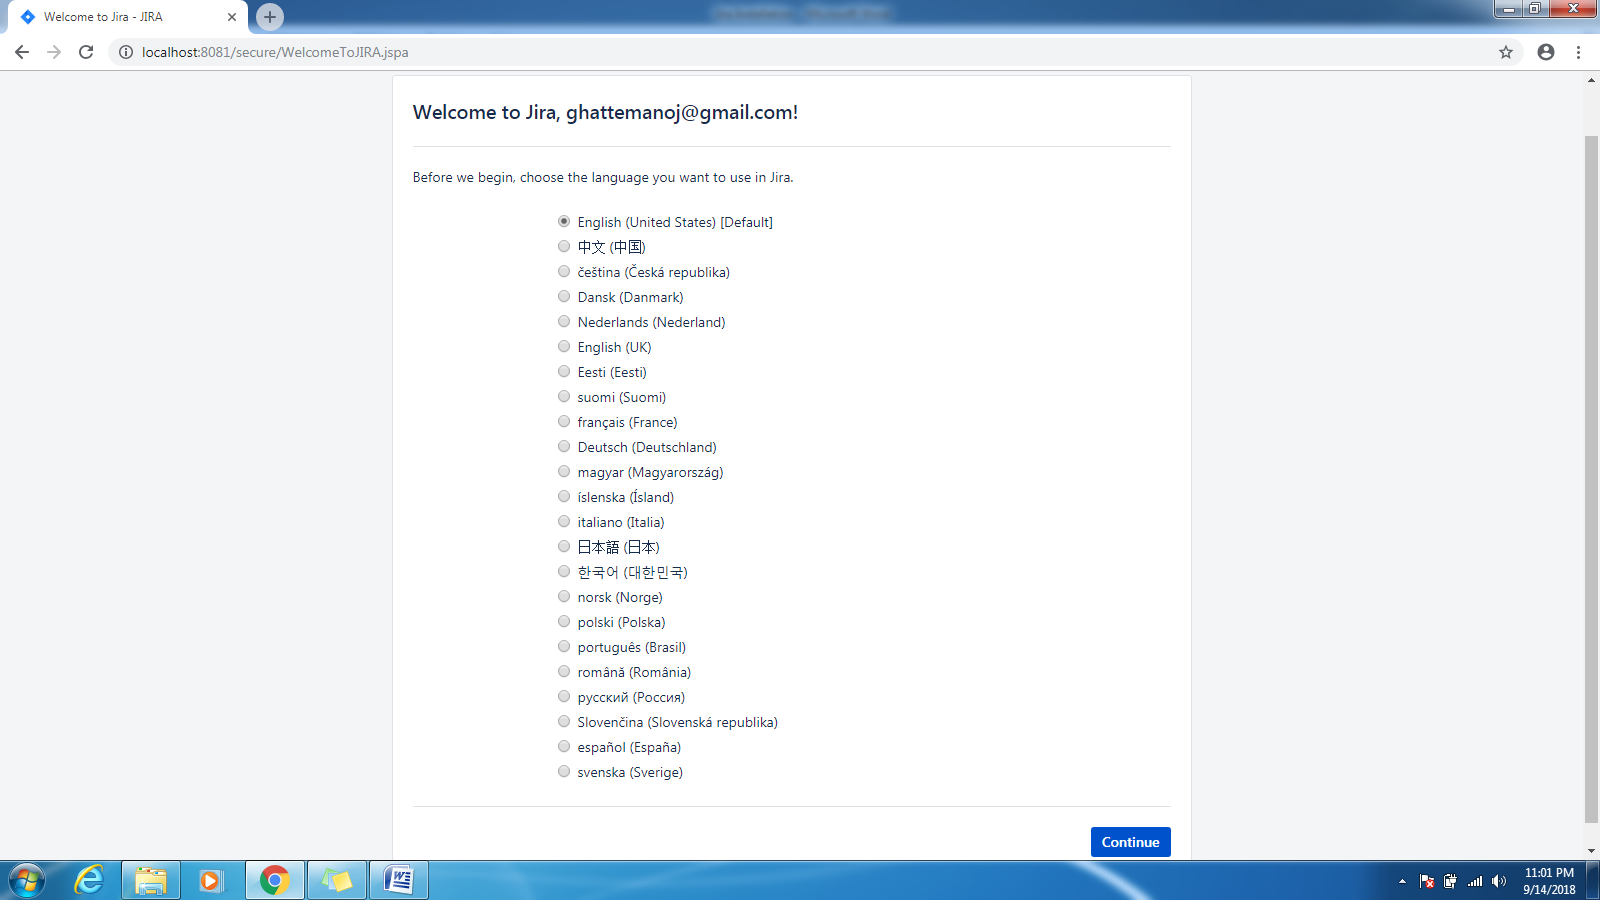 Welcome to Jira - JIRA
localhost:8081/secure/WelcomeToJIRA.jspa
Welcome to Jira, ghattemanoj@gmail.com!
Before we begin, choose the language you want to use in Jira.
English (United States) [Default]
中文 (中国)
čeština (Česká republika)
Dansk (Danmark)
Nederlands (Nederland)
English (UK)
Eesti (Eesti)
suomi (Suomi)
français (France)
Deutsch (Deutschland)
magyar (Magyarország)
íslenska (Ísland)
italiano (Italia)
日本語 (日本)
한국어 (대한민국)
norsk (Norge)
polski (Polska)
português (Brasil)
română (România)
русский (Россия)
Slovenčina (Slovenská republika)
español (España)
svenska (Sverige)
Continue
11:01 PM
9/14/2018